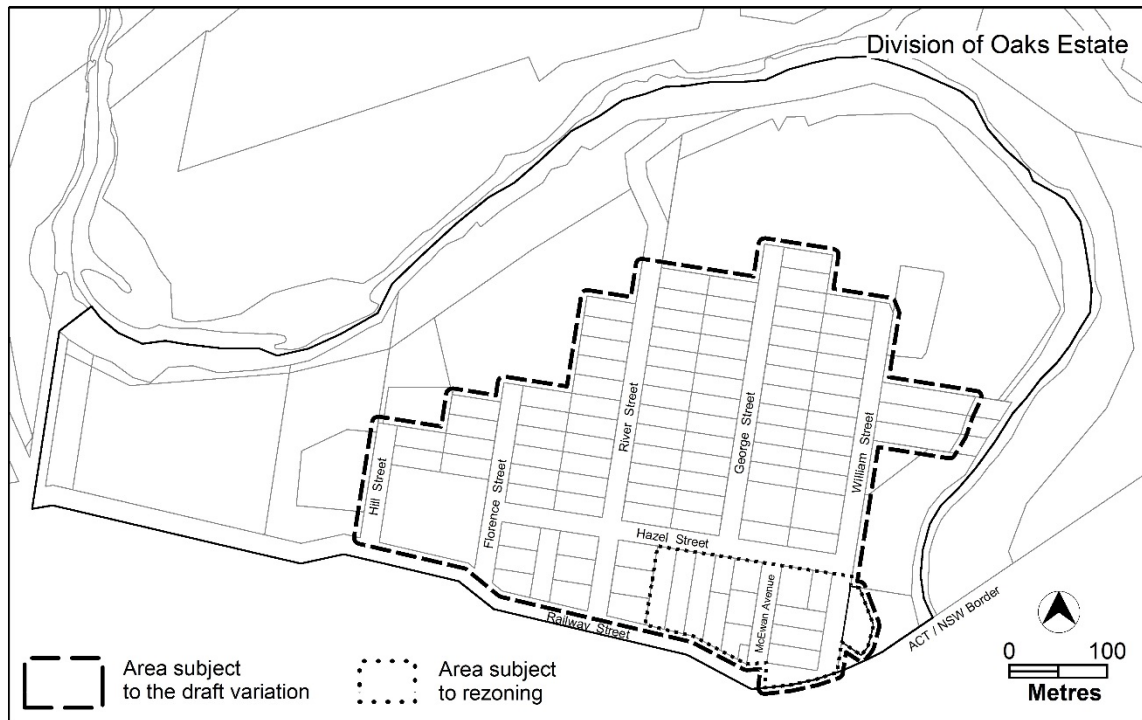 Division of Oaks Estate
Hill Street
Florence Street
River Street
George Street
William Street
Hazel Street
McEwan Avenue
Railway Street
ACT / NSW Border
0 100
Metres
Area subject
to the draft variation
Area subject
to rezoning